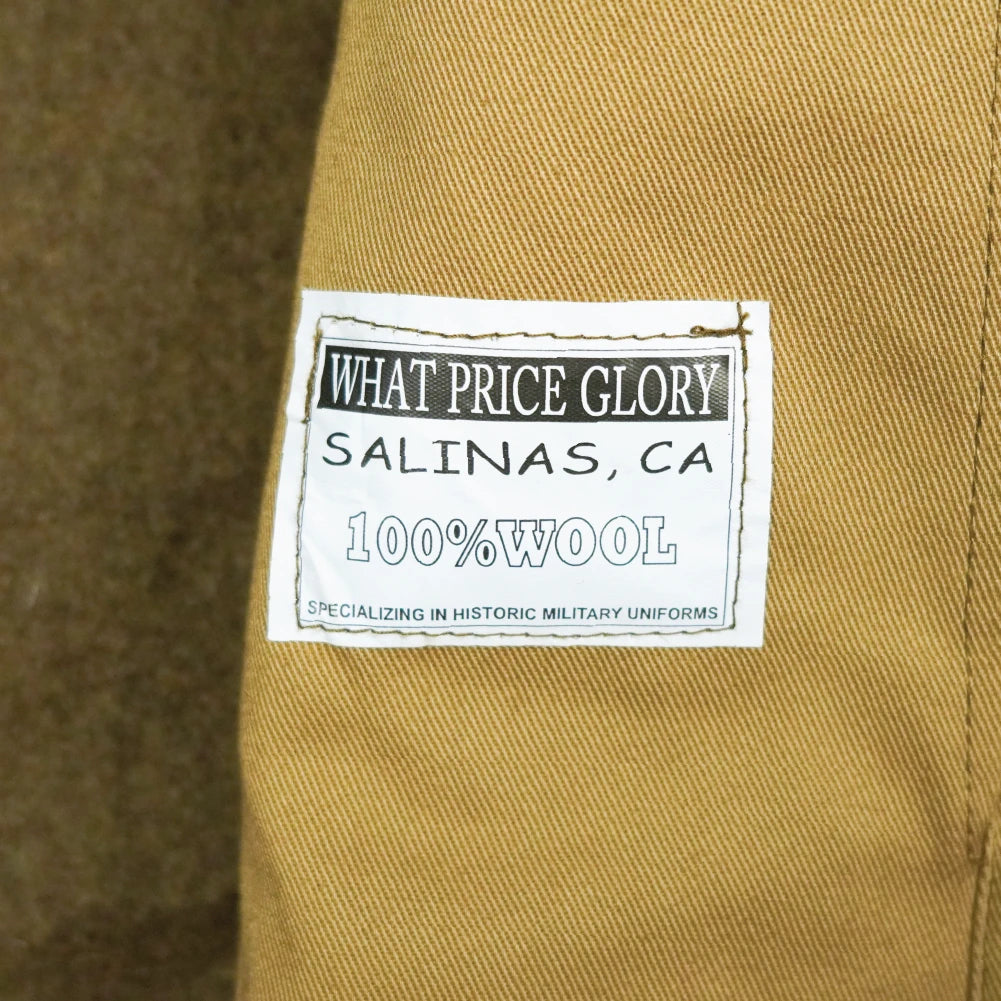 WHAT PRICE GLORY
SALINAS, CA
100%WOOL
SPECIALIZING IN HISTORIC MILITARY UNIFORMS